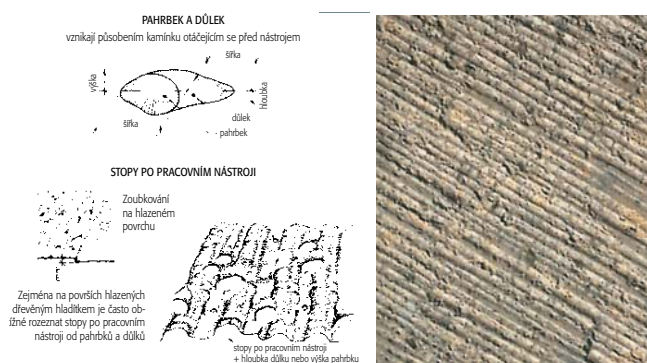 PAHRBEK A DŮLEK
vznikají působením kamínku otáčejícím se před nástrojem
šířka
výška
hloubka
šířka
důlek
pahrbek
STOPY PO PRACOVNÍM NÁSTROJI
Zoubkování
na hlazeném
povrchu
Zejména na površích hlazených
dřevěným hladítkem je často ob-
žné rozeznat stopy po pracovním
nástroji od pahrbků a důlků
stopy po pracovním nástroji
+ hloubka důlku nebo výška pahrbku